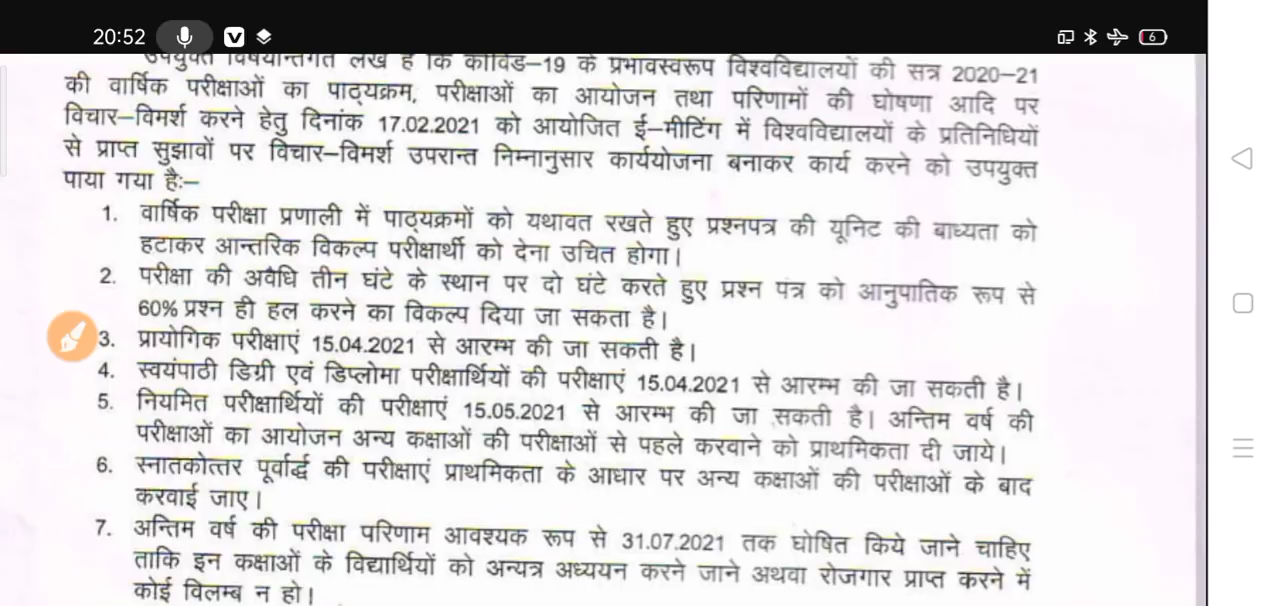 20:52
6
उपर्युक्त विषयान्तर्गत लेख है कि कोविड–19 के प्रभावस्वरूप विश्वविद्यालयों की सत्र 2020–21
की वार्षिक परीक्षाओं का पाठ्यक्रम, परीक्षाओं का आयोजन तथा परिणामों की घोषणा आदि पर
विचार–विमर्श करने हेतु दिनांक 17.02.2021 को आयोजित ई–मीटिंग में विश्वविद्यालयों के प्रतिनिधियों
से प्राप्त सुझावों पर विचार–विमर्श उपरान्त निम्नानुसार कार्ययोजना बनाकर कार्य करने को उपयुक्त
पाया गया हैः–
1. वार्षिक परीक्षा प्रणाली में पाठ्यक्रमों को यथावत रखते हुए प्रश्नपत्र की यूनिट की बाध्यता को
हटाकर आन्तरिक विकल्प परीक्षार्थी को देना उचित होगा।
2. परीक्षा की अवैधि तीन घंटे के स्थान पर दो घंटे करते हुए प्रश्न पत्र को आनुपातिक रूप से
60% प्रश्न ही हल करने का विकल्प दिया जा सकता है।
3. प्रायोगिक परीक्षाएं 15.04.2021 से आरम्भ की जा सकती है।
4. स्वयंपाठी डिग्री एवं डिप्लोमा परीक्षार्थियों की परीक्षाएं 15.04.2021 से आरम्भ की जा सकती है।
5. नियमित परीक्षार्थियों की परीक्षाएं 15.05.2021 से आरम्भ की जा सकती है। अन्तिम वर्ष की
परीक्षाओं का आयोजन अन्य कक्षाओं की परीक्षाओं से पहले करवाने को प्राथमिकता दी जाये।
6. स्नातकोत्तर पूर्वार्द्ध की परीक्षाएं प्राथमिकता के आधार पर अन्य कक्षाओं की परीक्षाओं के बाद
करवाई जाए।
7. अन्तिम वर्ष की परीक्षा परिणाम आवश्यक रूप से 31.07.2021 तक घोषित किये जाने चाहिए
ताकि इन कक्षाओं के विद्यार्थियों को अन्यत्र अध्ययन करने जाने अथवा रोजगार प्राप्त करने में
कोई विलम्ब न हो।